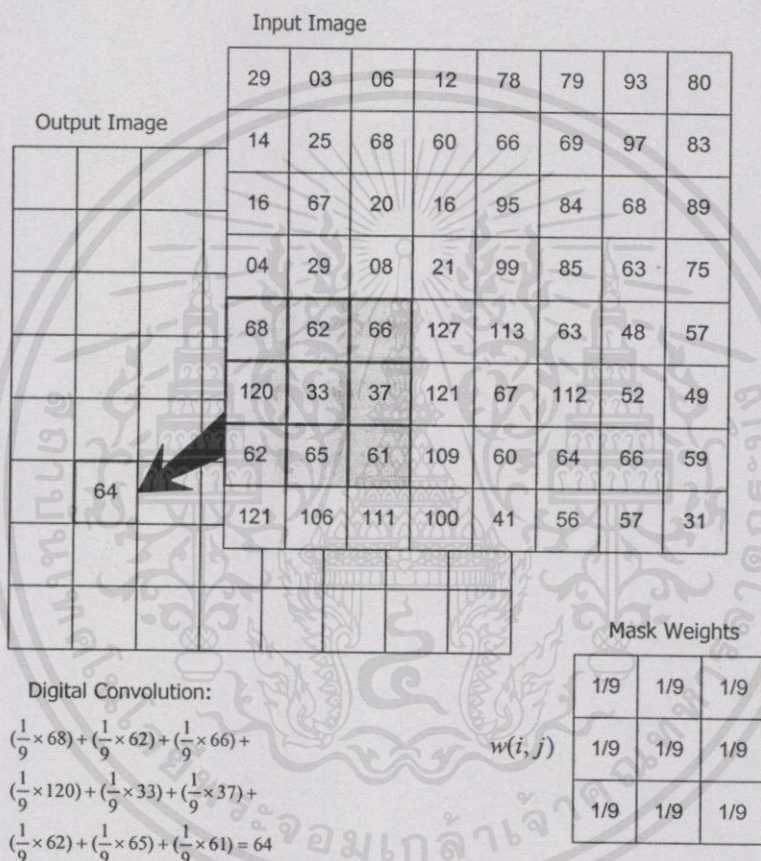 Input Image
29 03 06 12 78 79 93 80
Output Image
14 25 68 60 66 69 97 83
16 67 20 16 95 84 68 89
04 29 08 21 99 85 63 75
68 62 66 127 113 63 48 57
120 33 37 121 67 112 52 49
62 65 61 109 60 64 66 59
64
121 106 111 100 41 56 57 31
Mask Weights
1/9 1/9 1/9
w(i, j) 1/9 1/9 1/9
1/9 1/9 1/9
Digital Convolution:
(1/9 × 68) + (1/9 × 62) + (1/9 × 66) +
(1/9 × 120) + (1/9 × 33) + (1/9 × 37) +
(1/9 × 62) + (1/9 × 65) + (1/9 × 61) = 64